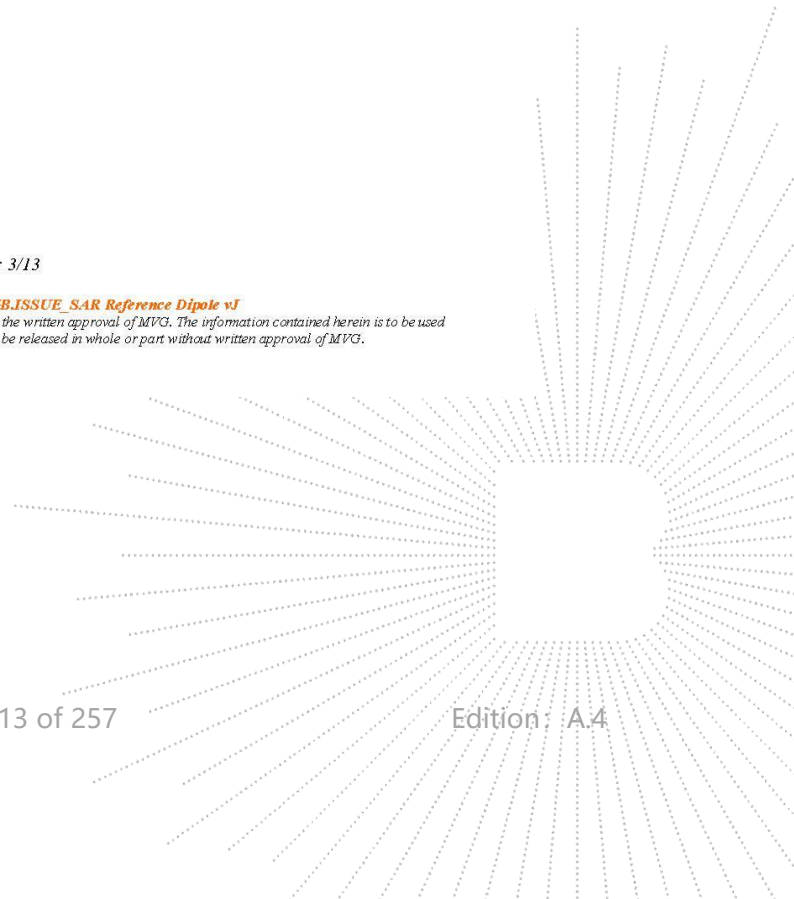 : 3/13
B.ISSUE_SAR Reference Dipole vJ
the written approval of MVG. The information contained herein is to be used
be released in whole or part without written approval of MVG.
13 of 257
Edition：A.4